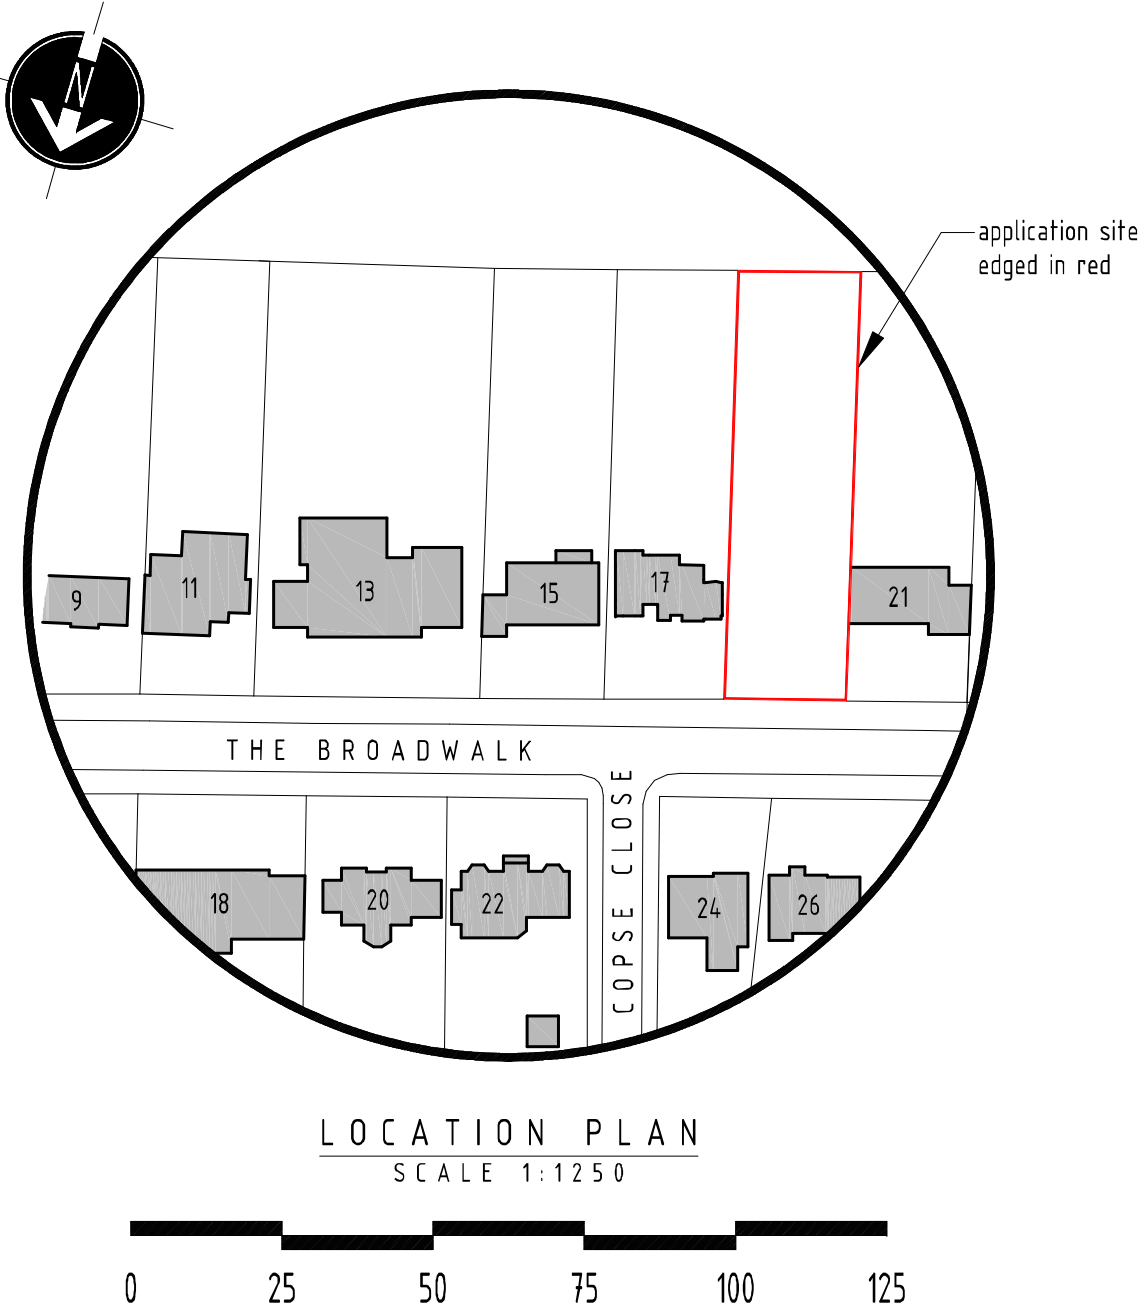 N
application site
edged in red
9
11
13
15
17
21
THE BROADWALK
COPSE CLOSE
18
20
22
24
26
LOCATION PLAN
SCALE 1:1250
0 25 50 75 100 125